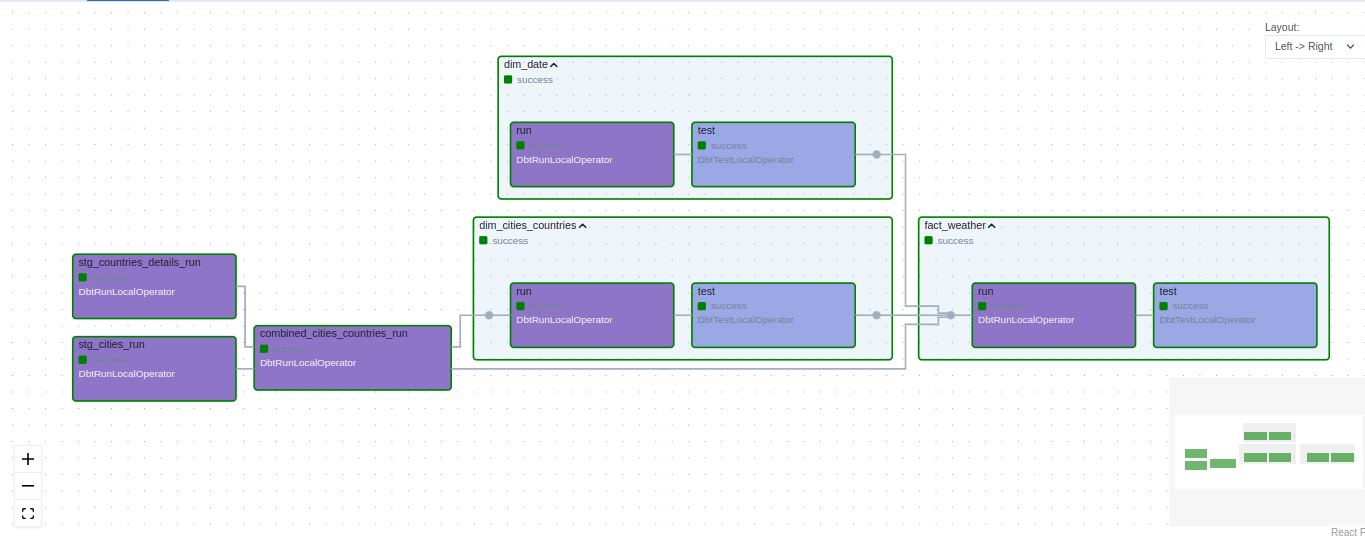 Layout:
Left -> Right
dim_date
success
run
success
DbtRunLocalOperator
test
success
DbtTestLocalOperator
dim_cities_countries
success
run
success
DbtRunLocalOperator
test
success
DbtTestLocalOperator
fact_weather
success
run
success
DbtRunLocalOperator
test
success
DbtTestLocalOperator
stg_countries_details_run
success
DbtRunLocalOperator
stg_cities_run
success
DbtRunLocalOperator
combined_cities_countries_run
success
DbtRunLocalOperator
React F